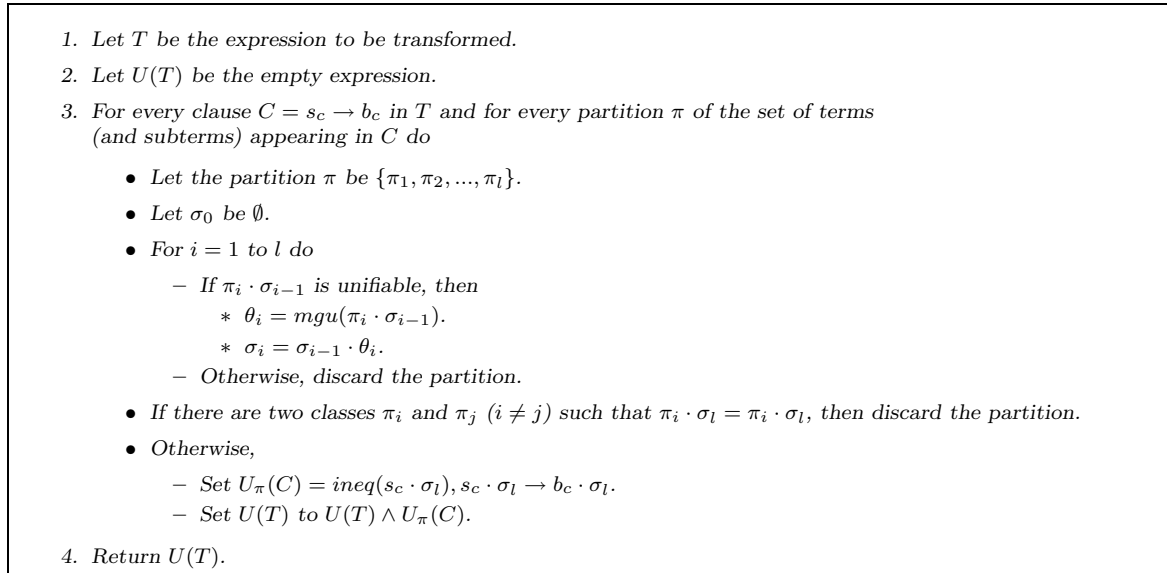 1. Let T be the expression to be transformed.
2. Let U(T) be the empty expression.
3. For every clause C = s_c → b_c in T and for every partition π of the set of terms
(and subterms) appearing in C do
• Let the partition π be {π_1, π_2, ..., π_l}.
• Let σ_0 be ∅.
• For i = 1 to l do
– If π_i · σ_{i−1} is unifiable, then
∗ θ_i = mgu(π_i · σ_{i−1}).
∗ σ_i = σ_{i−1} · θ_i.
– Otherwise, discard the partition.
• If there are two classes π_i and π_j (i ≠ j) such that π_i · σ_l = π_i · σ_l, then discard the partition.
• Otherwise,
– Set U_π(C) = ineq(s_c · σ_l), s_c · σ_l → b_c · σ_l.
– Set U(T) to U(T) ∧ U_π(C).
4. Return U(T).